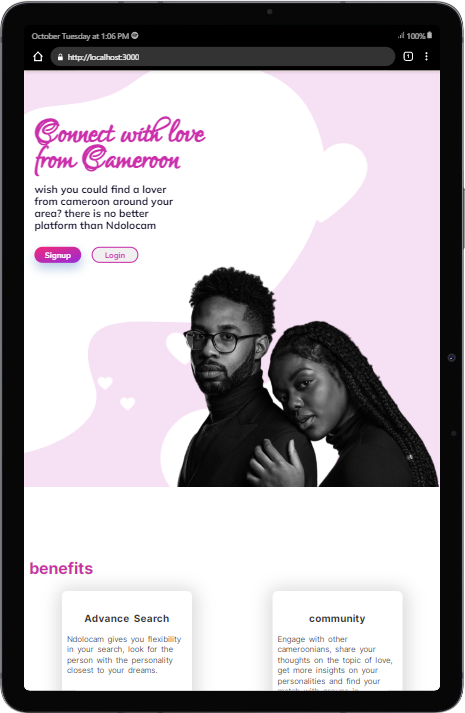 October Tuesday at 1:06 PM
100%
http://localhost:3000
1
Connect with love
from Cameroon
wish you could find a lover
from cameroon around your
area? there is no better
platform than Ndolocam
Signup
Login
benefits
Advance Search
Ndolocam gives you flexibility
in your search, look for the
person with the personality
closest to your dreams.
community
Engage with other
cameroonians, share your
thoughts on the topic of love,
get more insights on your
personalities and find your